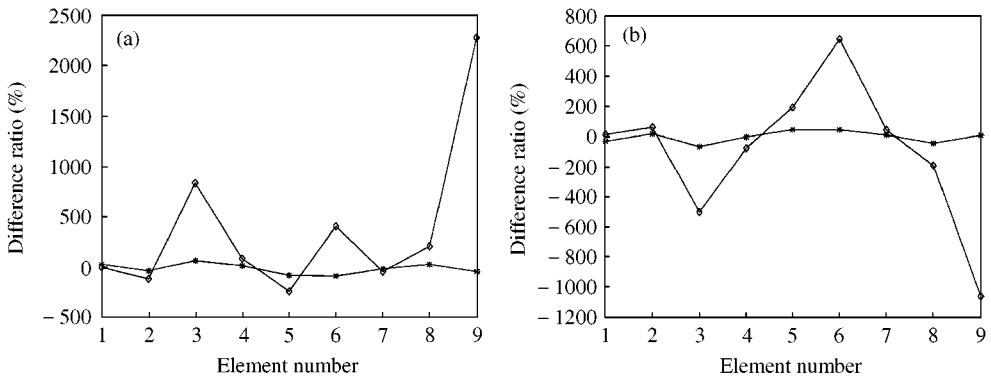 (a)
Difference ratio (%)
2500
2000
1500
1000
500
0
− 500
1 2 3 4 5 6 7 8 9
Element number
(b)
Difference ratio (%)
800
600
400
200
0
− 200
− 400
− 600
− 800
− 1000
− 1200
1 2 3 4 5 6 7 8 9
Element number